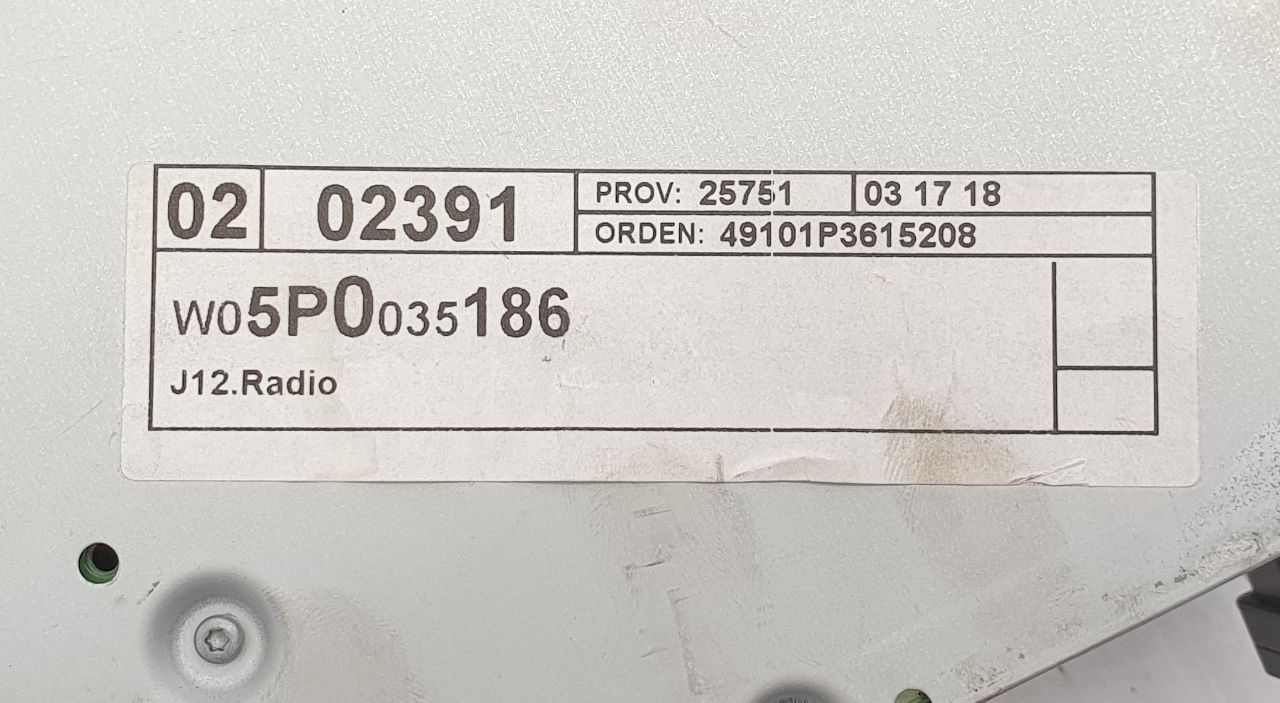 02 02391 PROV: 25751 03 17 18
ORDEN: 49101P3615208
W05P0035186
J12.Radio